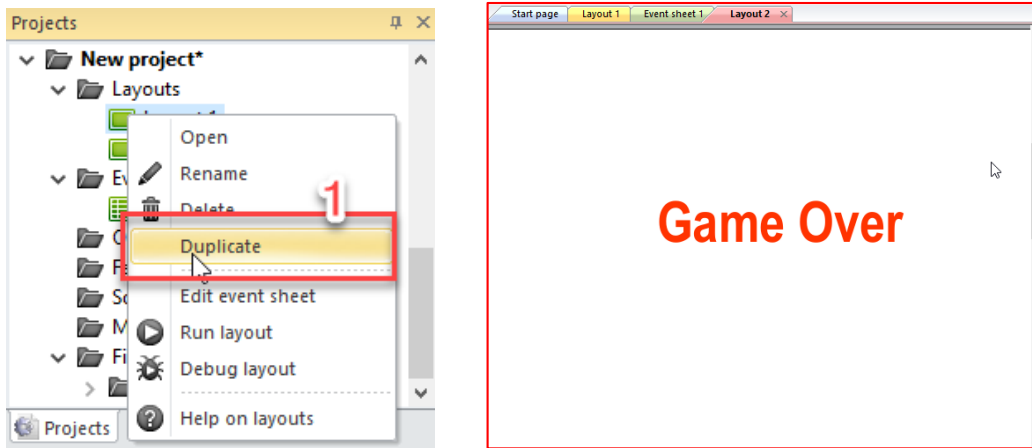 Projects
New project*
Layouts
Open
Rename
Delete
1
Duplicate
Edit event sheet
Run layout
Debug layout
Help on layouts
Projects
Start page
Layout 1
Event sheet 1
Layout 2
Game Over